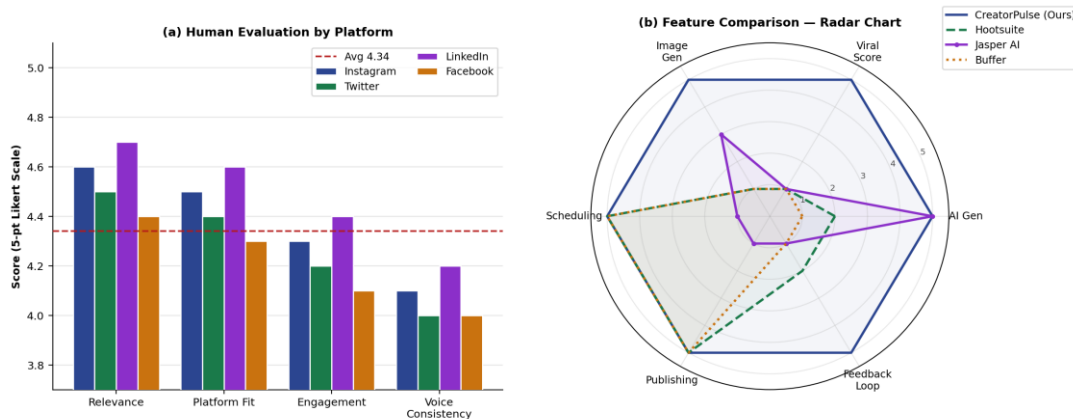 (a) Human Evaluation by Platform
Avg 4.34
Instagram
Twitter
LinkedIn
Facebook
Score (5-pt Likert Scale)
5.0
4.8
4.6
4.4
4.2
4.0
3.8
Relevance
Platform Fit
Engagement
Voice
Consistency
(b) Feature Comparison — Radar Chart
CreatorPulse (Ours)
Hootsuite
Jasper AI
Buffer
Image
Gen
Viral
Score
AI Gen
Scheduling
Publishing
Feedback
Loop
1
2
3
4
5